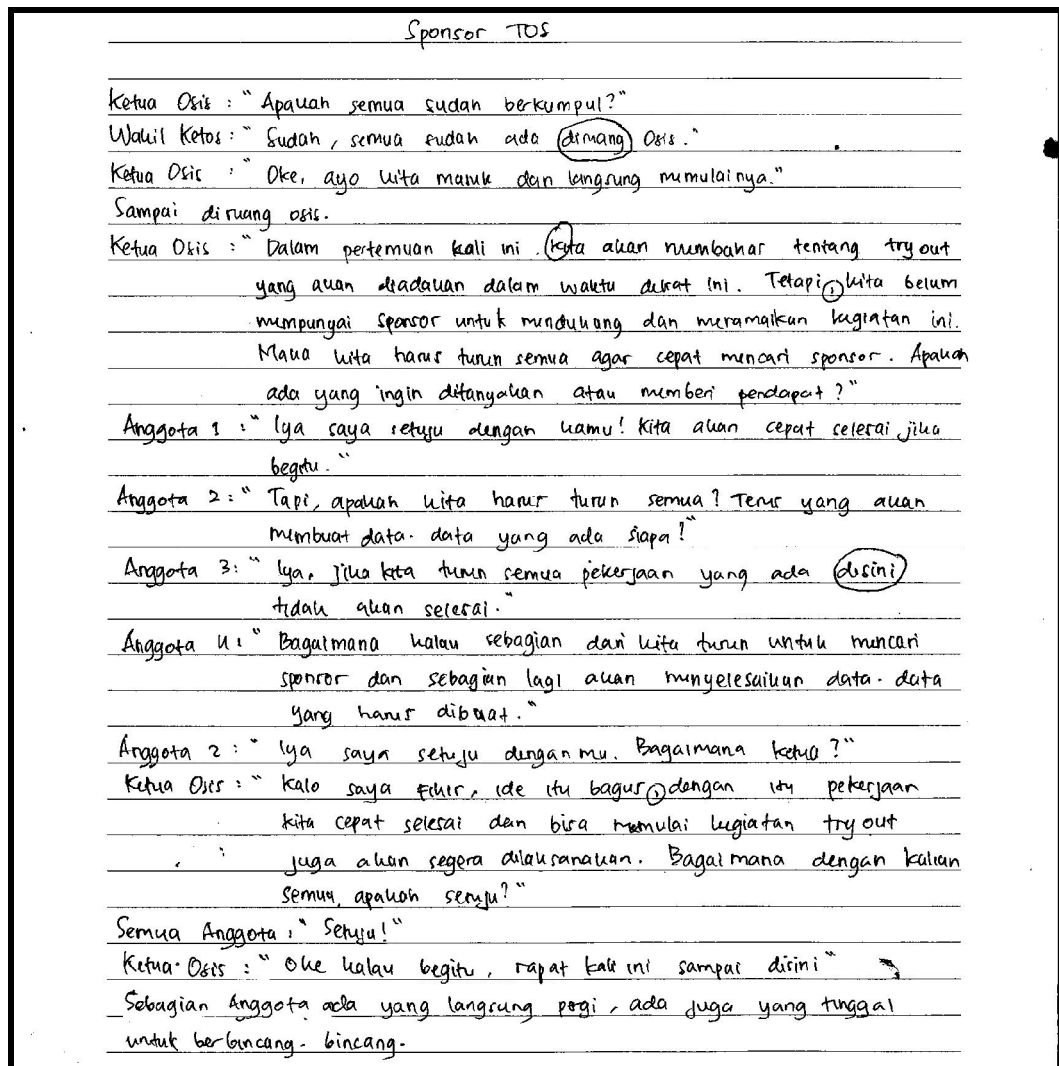 Sponsor TOS
Ketua Osis : " Apakah semua sudah berkumpul?"
Wakil Ketos : " Sudah, semua sudah ada diruang Osis."
Ketua Osis : " Oke, ayo kita masuk dan langsung memulainya."
Sampai di ruang osis.
Ketua Osis : " Dalam pertemuan kali ini . kita akan membahas tentang try out
yang akan diadakan dalam waktu dekat ini. Tetapi, kita belum
mempunyai sponsor untuk mendukung dan meramaikan kegiatan ini.
Maka kita harus turun semua agar cepat mencari sponsor. Apakah
ada yang ingin ditanyakan atau memberi pendapat?"
Anggota 1 : " Iya saya setuju dengan kamu! Kita akan cepat selesai jika
begitu."
Anggota 2 : " Tapi, apakah kita harus turun semua? Terus yang akan
membuat data-data yang ada siapa?"
Anggota 3 : " Iya, jika kita turun semua pekerjaan yang ada disini
tidak akan selesai."
Anggota 4 : " Bagaimana kalau sebagian dari kita turun untuk mencari
sponsor dan sebagian lagi akan menyelesaikan data-data
yang harus dibuat."
Anggota 2 : " Iya saya setuju denganmu. Bagaimana ketua?"
Ketua Osis : " Kalo saya fikir, ide itu bagus, dengan itu pekerjaan
kita cepat selesai dan bisa memulai kegiatan try out
juga akan segera dilaksanakan. Bagaimana dengan kalian
semua, apakah setuju?"
Semua Anggota : " Setuju!"
Ketua Osis : " Oke kalau begitu, rapat kali ini sampai disini"
Sebagian Anggota ada yang langsung pergi, ada juga yang tinggal
untuk berbincang-bincang.